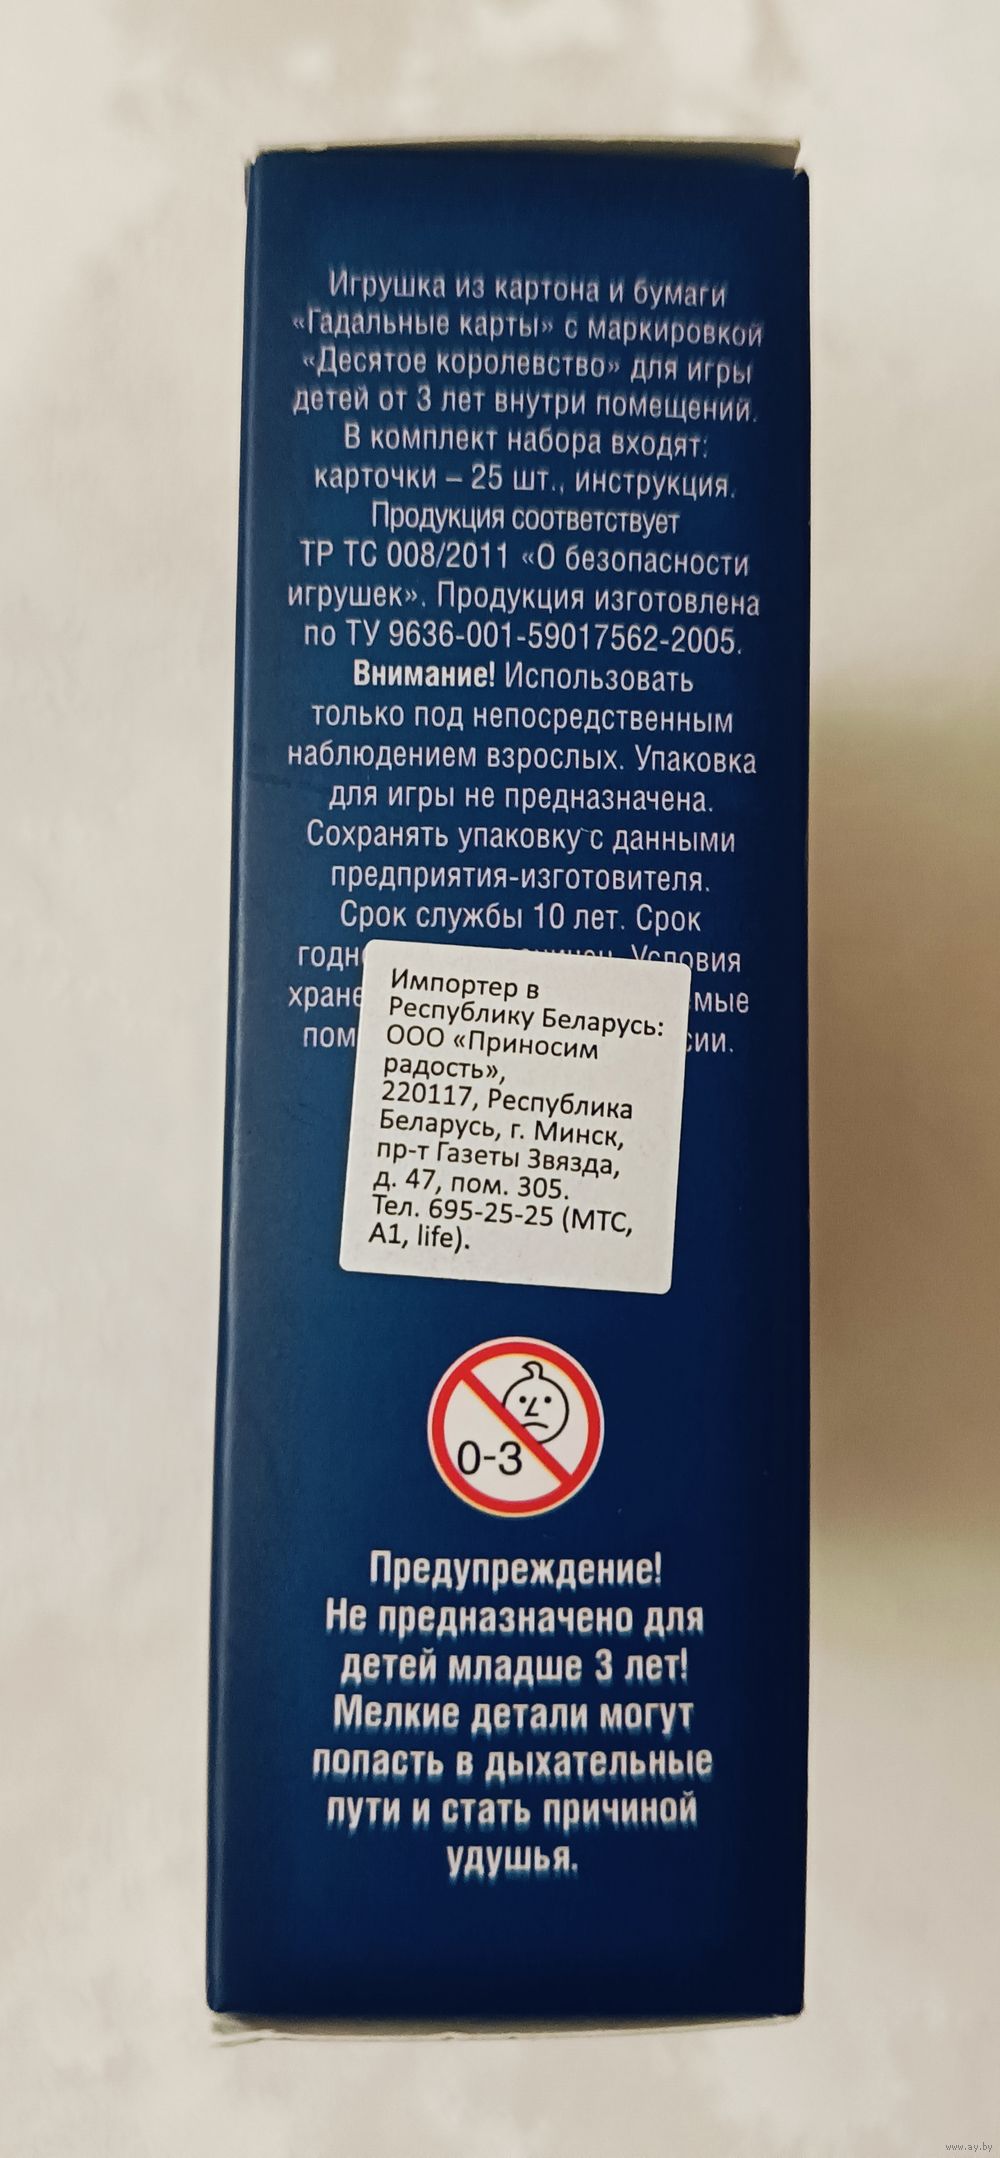 Игрушка из картона и бумаги
«Гадальные карты» с маркировкой
«Десятое королевство» для игры
детей от 3 лет внутри помещений.
В комплект набора входят:
карточки – 25 шт., инструкция.
Продукция соответствует
ТР ТС 008/2011 «О безопасности
игрушек». Продукция изготовлена
по ТУ 9636-001-59017562-2005.
Внимание! Использовать
только под непосредственным
наблюдением взрослых. Упаковка
для игры не предназначена.
Сохранять упаковку с данными
предприятия-изготовителя.
Срок службы 10 лет. Срок
Условия
Импортер в
Республику Беларусь:
ООО «Приносим
радость»,
220117, Республика
Беларусь, г. Минск,
пр-т Газеты Звязда,
д. 47, пом. 305.
Тел. 695-25-25 (МТС,
А1, life).
0-3
Предупреждение!
Не предназначено для
детей младше 3 лет!
Мелкие детали могут
попасть в дыхательные
пути и стать причиной
удушья.
www.ay.by